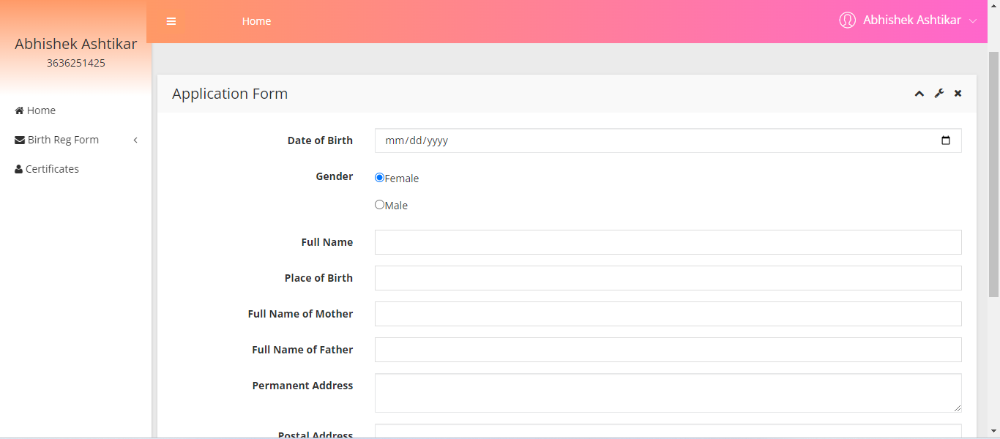 Home
Abhishek Ashtikar
Abhishek Ashtikar
3636251425
Home
Birth Reg Form
Certificates
Application Form
Date of Birth mm/dd/yyyy
Gender Female
Male
Full Name
Place of Birth
Full Name of Mother
Full Name of Father
Permanent Address
Postal Address